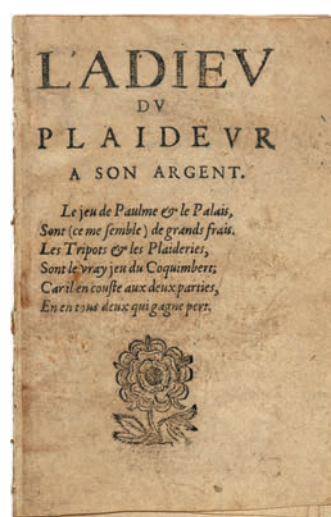 L'ADIEV
DV
PLAIDEVR
A SON ARGENT.
Le jeu de Paulme & le Palais,
Sont (ce me ſemble) de grands frais.
Les Tripots & les Plaideries,
Sont le vray jeu du Coquimbert;
Car il en couſte aux deux parties,
En en tous deux qui gagne pert.